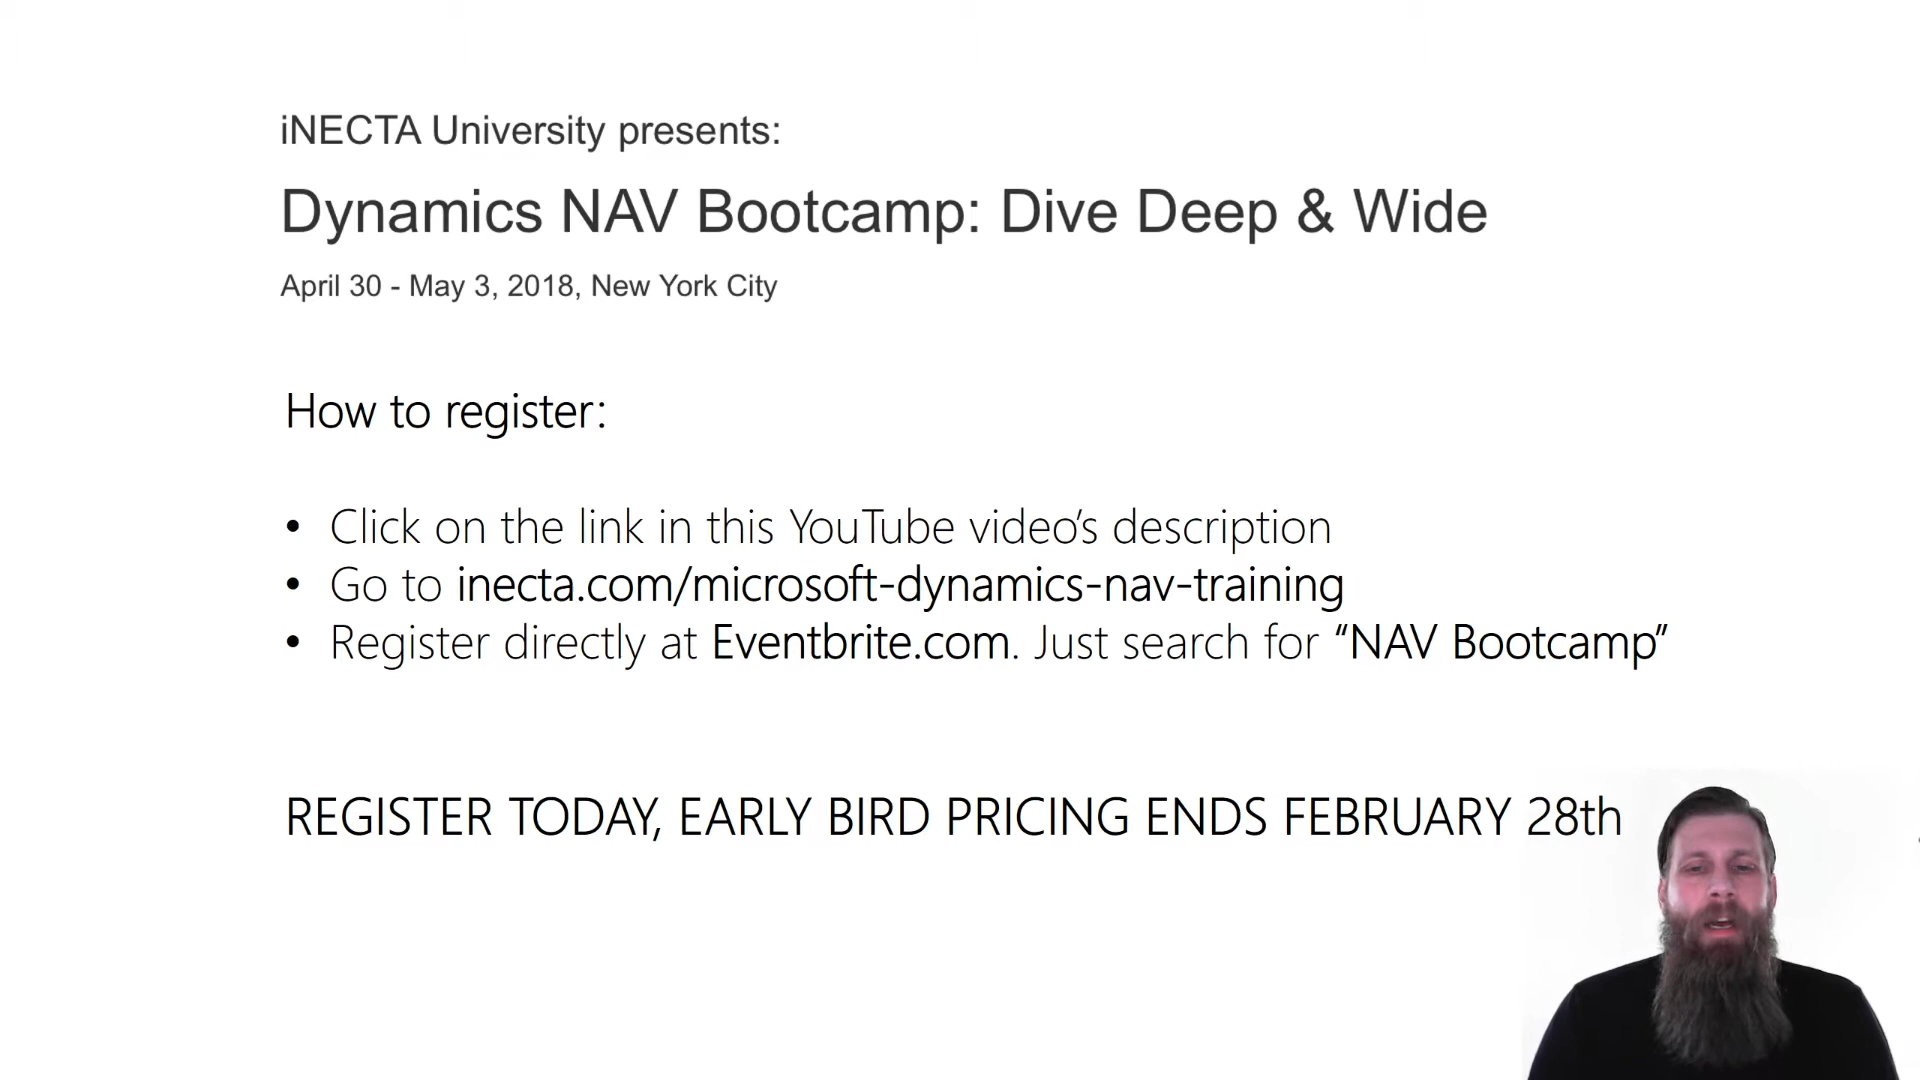 iNECTA University presents:
Dynamics NAV Bootcamp: Dive Deep & Wide
April 30 - May 3, 2018, New York City
How to register:
• Click on the link in this YouTube video’s description
• Go to inecta.com/microsoft-dynamics-nav-training
• Register directly at Eventbrite.com. Just search for “NAV Bootcamp”
REGISTER TODAY, EARLY BIRD PRICING ENDS FEBRUARY 28th